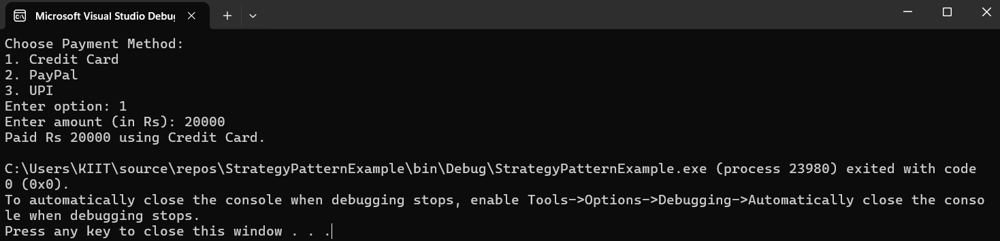 Microsoft Visual Studio Debug
Choose Payment Method:
1. Credit Card
2. PayPal
3. UPI
Enter option: 1
Enter amount (in Rs): 20000
Paid Rs 20000 using Credit Card.
C:\Users\KIIT\source\repos\StrategyPatternExample\bin\Debug\StrategyPatternExample.exe (process 23980) exited with code
0 (0x0).
To automatically close the console when debugging stops, enable Tools->Options->Debugging->Automatically close the conso
le when debugging stops.
Press any key to close this window . . .